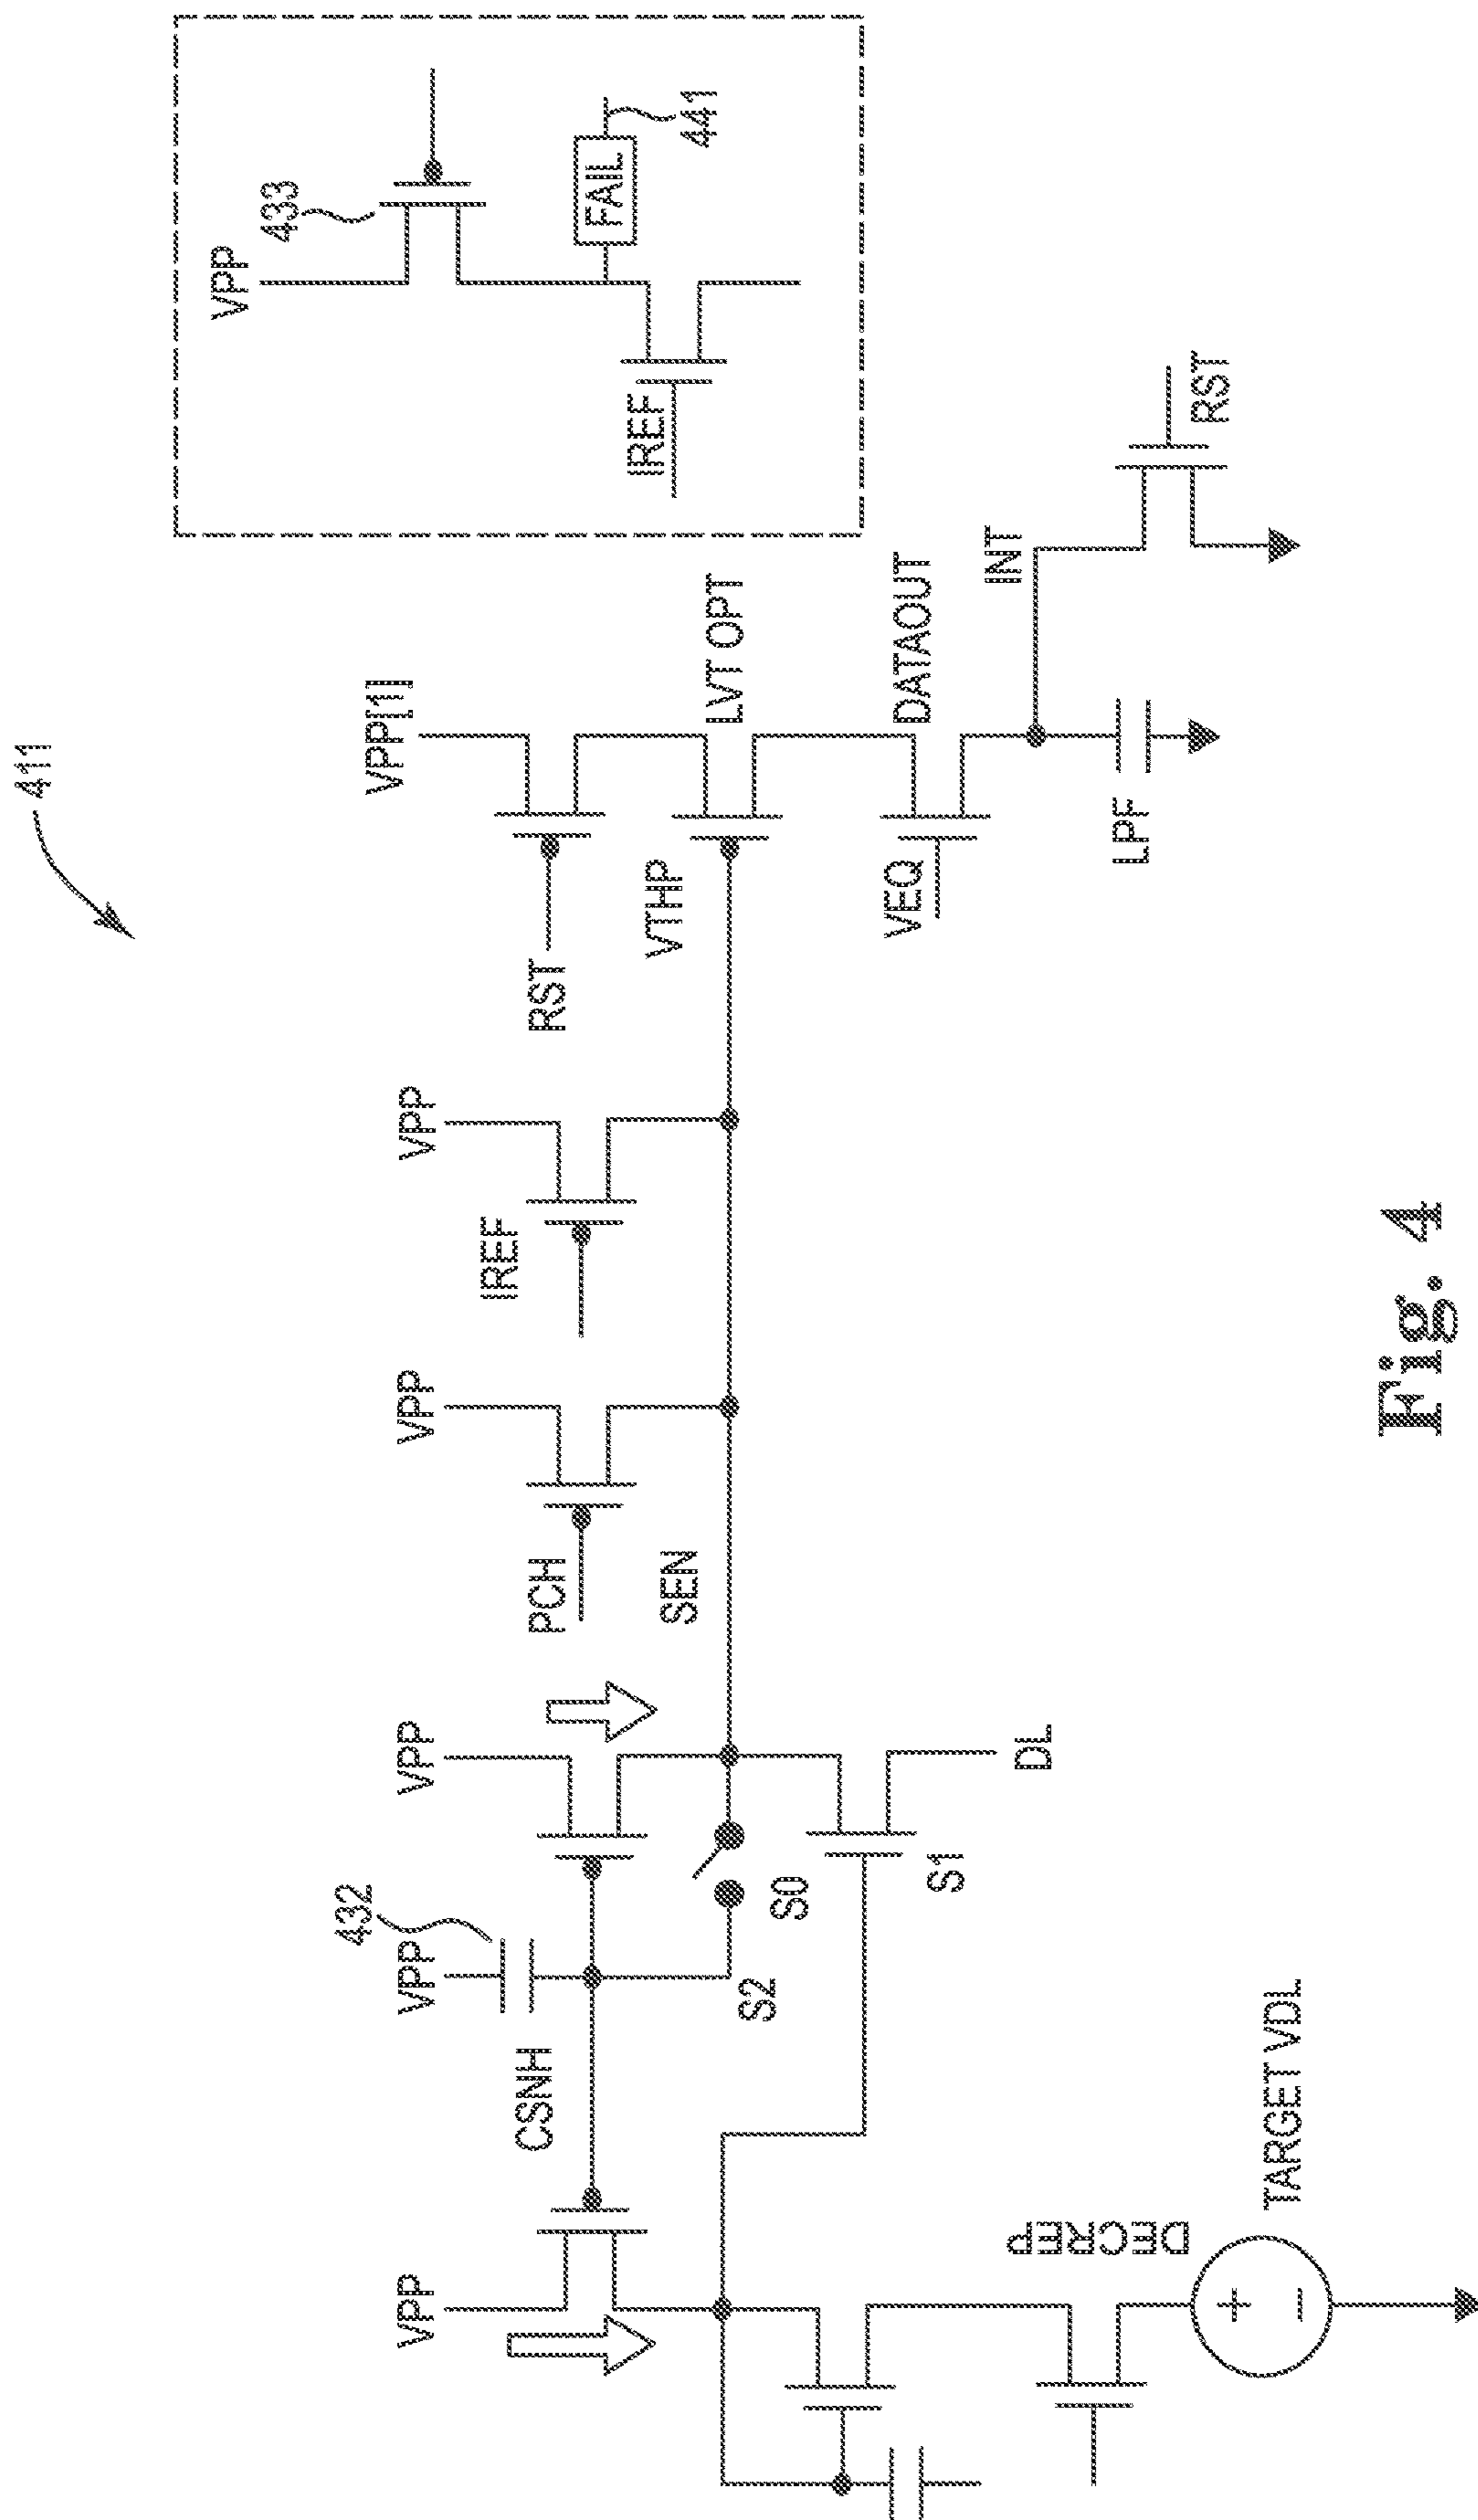 411
VPP
433
FAIL
441
IREF
VPP[1]
LVT OPT
DATAOUT
INT
RST
RST
VTHP
VEQ
LPF
VPP
IREF
VPP
PCH
SEN
VPP
432
VPP
S0
S1
DL
CSNH
S2
VPP
DECREP
TARGET VDL
+
−
Fig. 4